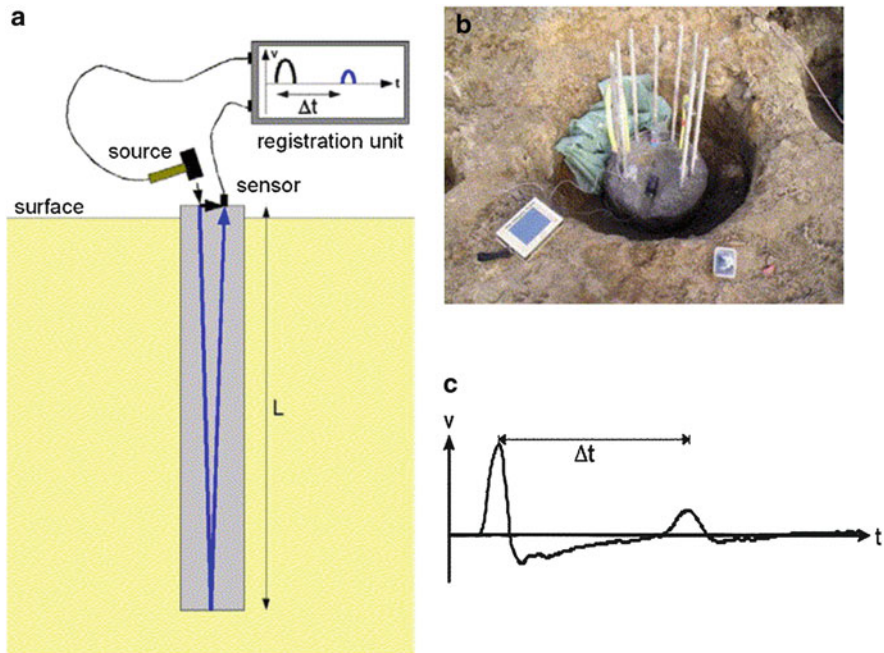 a
v
t
Δt
registration unit
source
sensor
surface
L
b
c
v
Δt
t